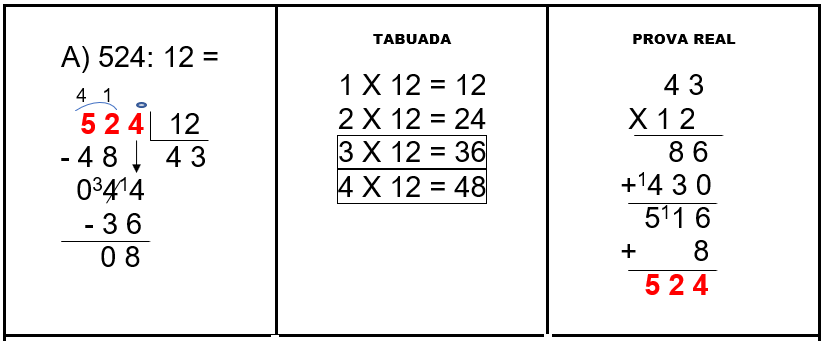 A) 524: 12 =
4 1
524 12
- 48 43
0³4¹4
- 36
08
TABUADA
1 X 12 = 12
2 X 12 = 24
3 X 12 = 36
4 X 12 = 48
PROVA REAL
43
X 12
86
+¹430
5¹16
+ 8
524